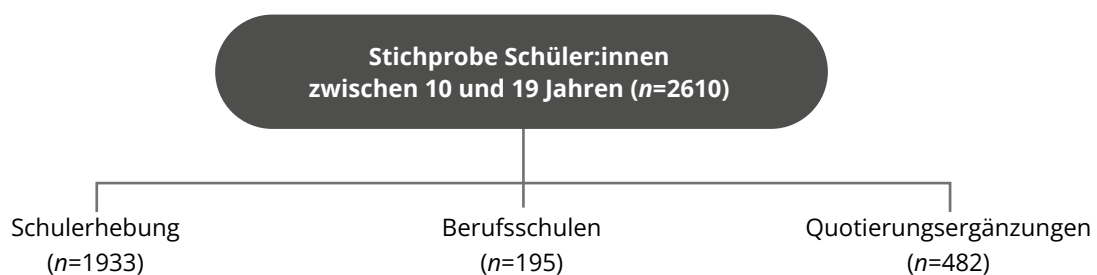 Stichprobe Schüler:innen
zwischen 10 und 19 Jahren (n=2610)
Schulerhebung
(n=1933)
Berufsschulen
(n=195)
Quotierungsergänzungen
(n=482)